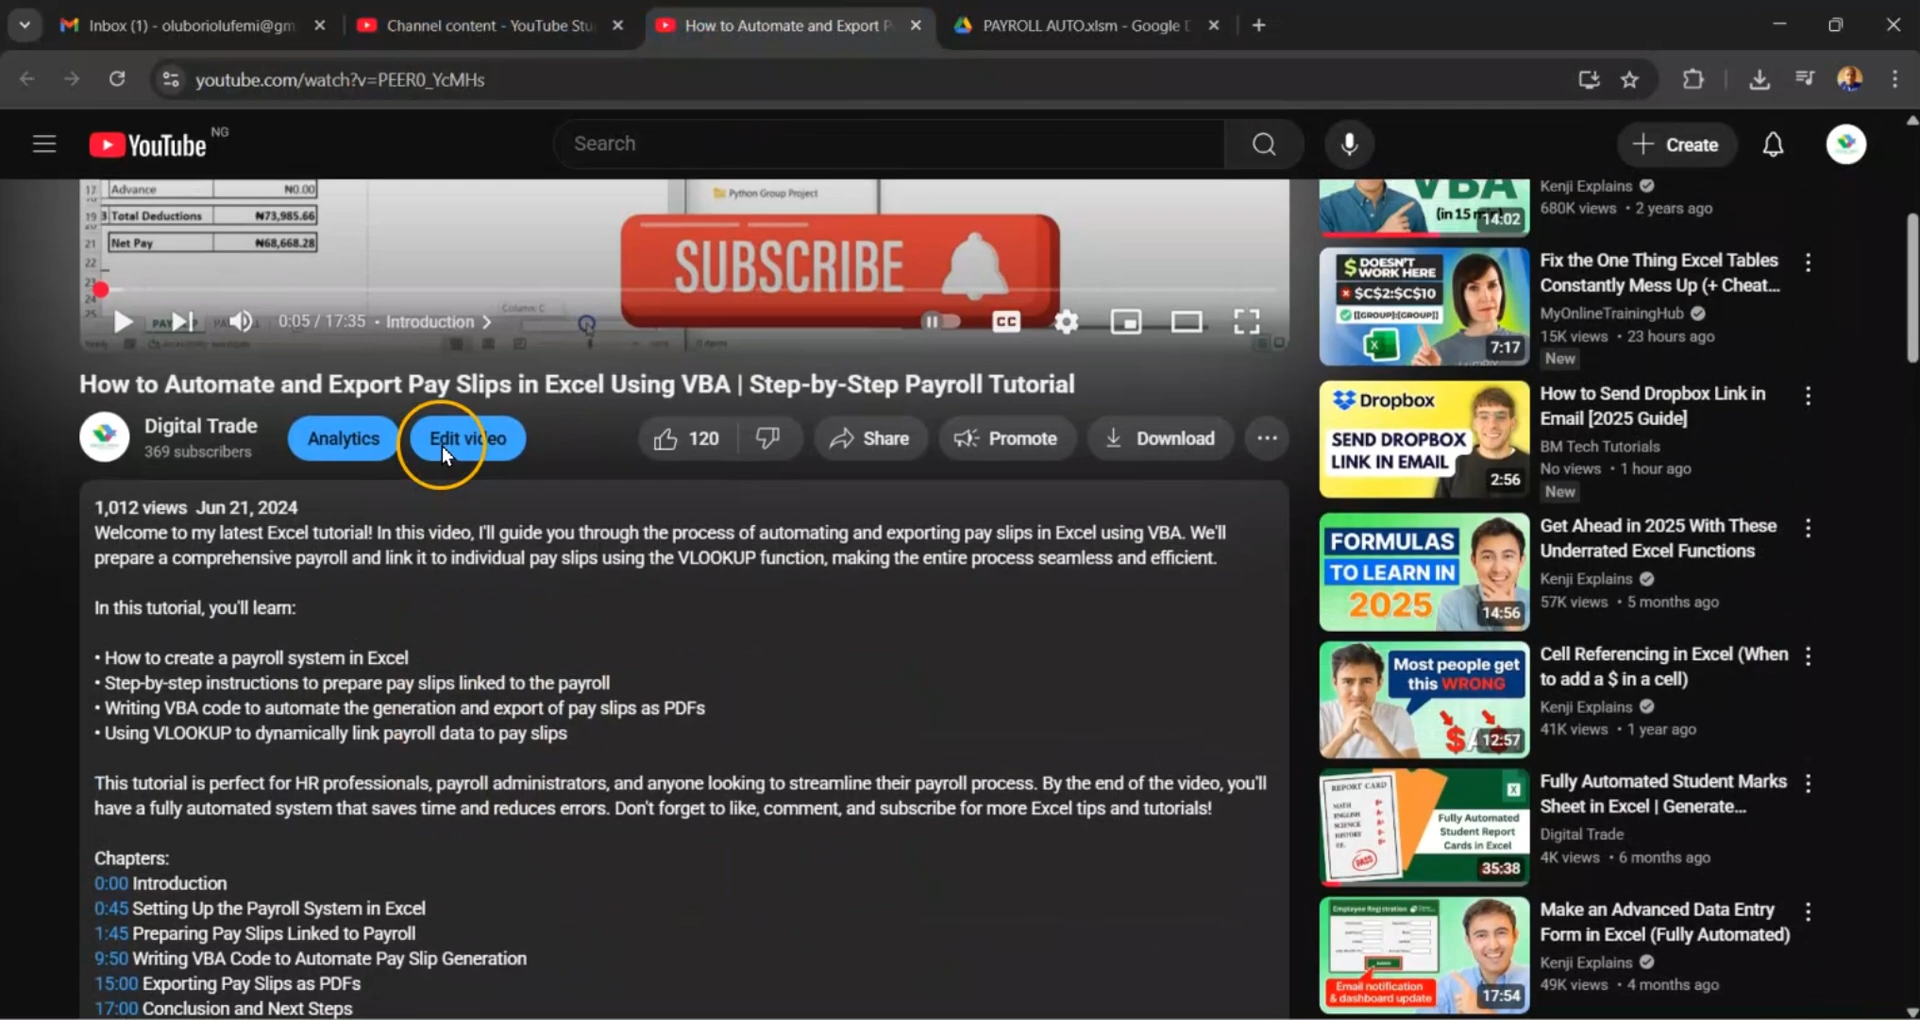 Inbox (1) - oluboriolufemi@gm
Channel content - YouTube Stu
How to Automate and Export P
PAYROLL AUTO.xlsm - Google D
youtube.com/watch?v=PEER0_YcMHs
YouTube NG
Search
Create
17 Advance ₦0.00
19 3 Total Deductions ₦73,985.66
21 Net Pay ₦68,668.28
22
23
24
25
Python Group Project
SUBSCRIBE
Column: C
0:05 / 17:35 • Introduction
CC
How to Automate and Export Pay Slips in Excel Using VBA | Step-by-Step Payroll Tutorial
Digital Trade
369 subscribers
Analytics
Edit video
120
Share
Promote
Download
1,012 views Jun 21, 2024
Welcome to my latest Excel tutorial! In this video, I'll guide you through the process of automating and exporting pay slips in Excel using VBA. We'll
prepare a comprehensive payroll and link it to individual pay slips using the VLOOKUP function, making the entire process seamless and efficient.
In this tutorial, you'll learn:
• How to create a payroll system in Excel
• Step-by-step instructions to prepare pay slips linked to the payroll
• Writing VBA code to automate the generation and export of pay slips as PDFs
• Using VLOOKUP to dynamically link payroll data to pay slips
This tutorial is perfect for HR professionals, payroll administrators, and anyone looking to streamline their payroll process. By the end of the video, you'll
have a fully automated system that saves time and reduces errors. Don't forget to like, comment, and subscribe for more Excel tips and tutorials!
Chapters:
0:00 Introduction
0:45 Setting Up the Payroll System in Excel
1:45 Preparing Pay Slips Linked to Payroll
9:50 Writing VBA Code to Automate Pay Slip Generation
15:00 Exporting Pay Slips as PDFs
17:00 Conclusion and Next Steps
VBA
(in 15 min)
14:02
Kenji Explains
680K views • 2 years ago
$ DOESN'T
WORK HERE
$C$2:$C$10
[[GROUP]:[GROUP]]
7:17
Fix the One Thing Excel Tables
Constantly Mess Up (+ Cheat...
MyOnlineTrainingHub
15K views • 23 hours ago
New
Dropbox
SEND DROPBOX
LINK IN EMAIL
2:56
How to Send Dropbox Link in
Email [2025 Guide]
BM Tech Tutorials
No views • 1 hour ago
New
FORMULAS
TO LEARN IN
2025
14:56
Get Ahead in 2025 With These
Underrated Excel Functions
Kenji Explains
57K views • 5 months ago
Most people get
this WRONG
$A
12:57
Cell Referencing in Excel (When
to add a $ in a cell)
Kenji Explains
41K views • 1 year ago
REPORT CARD
MATH
ENGLISH
SCIENCE
HISTORY
P.E.
PASS
Fully Automated
Student Report
Cards in Excel
35:38
Fully Automated Student Marks
Sheet in Excel | Generate...
Digital Trade
4K views • 6 months ago
Employee Registration
Email notification
& dashboard update
17:54
Make an Advanced Data Entry
Form in Excel (Fully Automated)
Kenji Explains
49K views • 4 months ago